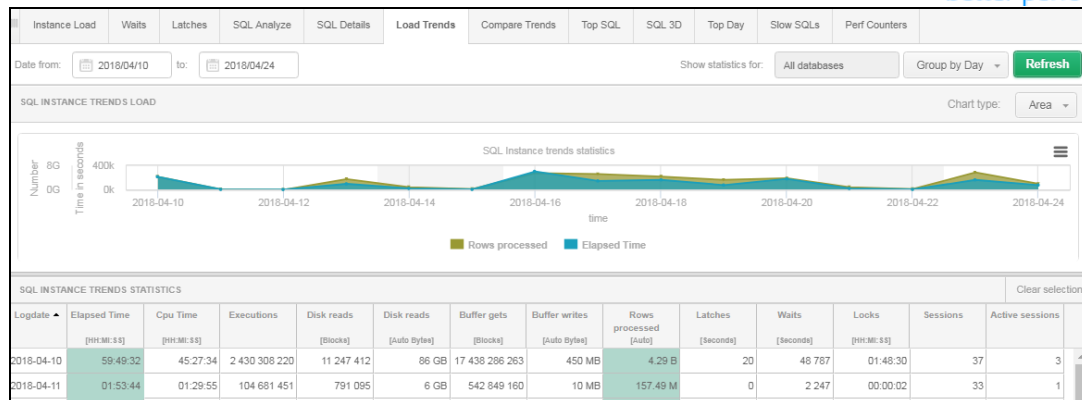 Instance Load Waits Latches SQL Analyze SQL Details Load Trends Compare Trends Top SQL SQL 3D Top Day Slow SQLs Perf Counters
Date from: 2018/04/10 to: 2018/04/24 Show statistics for: All databases Group by Day Refresh
SQL INSTANCE TRENDS LOAD Chart type: Area
SQL Instance trends statistics
Number
8G
0G
Time in seconds
400k
0k
2018-04-10 2018-04-12 2018-04-14 2018-04-16 2018-04-18 2018-04-20 2018-04-22 2018-04-24
time
Rows processed Elapsed Time
SQL INSTANCE TRENDS STATISTICS Clear selection
Logdate Elapsed Time Cpu Time Executions Disk reads Disk reads Buffer gets Buffer writes Rows processed Latches Waits Locks Sessions Active sessions
[HH:MI:SS] [HH:MI:SS] [Blocks] [Auto Bytes] [Blocks] [Auto Bytes] [Auto] [Seconds] [Seconds] [HH:MI:SS]
2018-04-10 59:49:32 45:27:34 2 430 308 220 11 247 412 86 GB 17 438 286 263 450 MB 4.29 B 20 48 787 01:48:30 37 3
2018-04-11 01:53:44 01:29:55 104 681 451 791 095 6 GB 542 849 160 10 MB 157.49 M 0 2 247 00:00:02 33 1